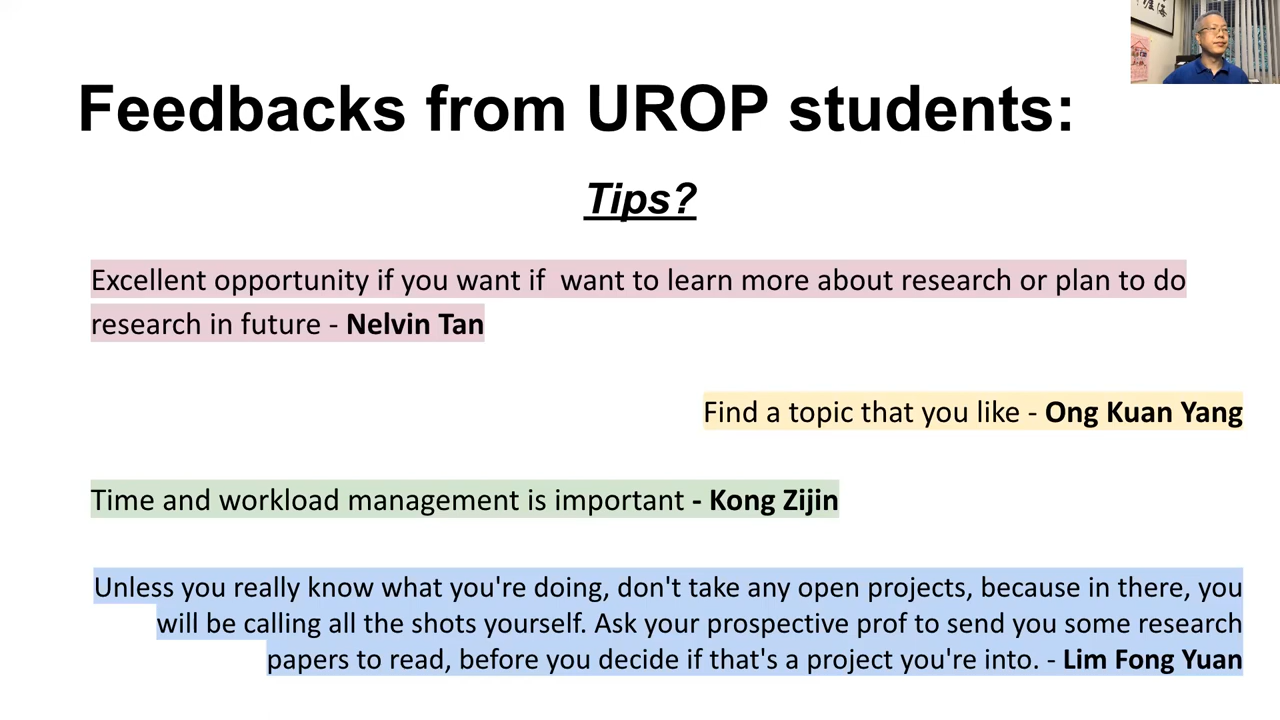 Feedbacks from UROP students:
Tips?
Excellent opportunity if you want if  want to learn more about research or plan to do
research in future - Nelvin Tan
Find a topic that you like - Ong Kuan Yang
Time and workload management is important - Kong Zijin
Unless you really know what you're doing, don't take any open projects, because in there, you
will be calling all the shots yourself. Ask your prospective prof to send you some research
papers to read, before you decide if that's a project you're into. - Lim Fong Yuan